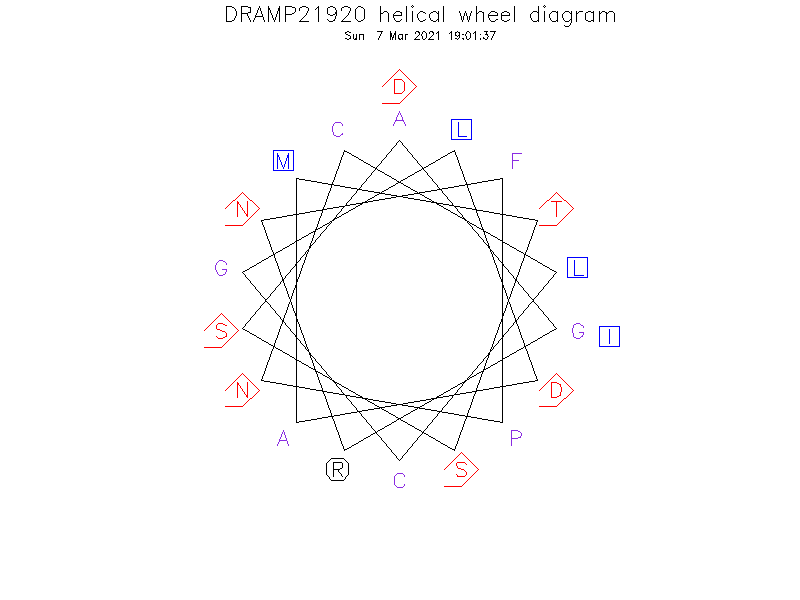 DRAMP21920 helical wheel diagram
Sun 7 Mar 2021 19:01:37
D
C A L
M F
N T
G L
S G I
N D
A P
R C S